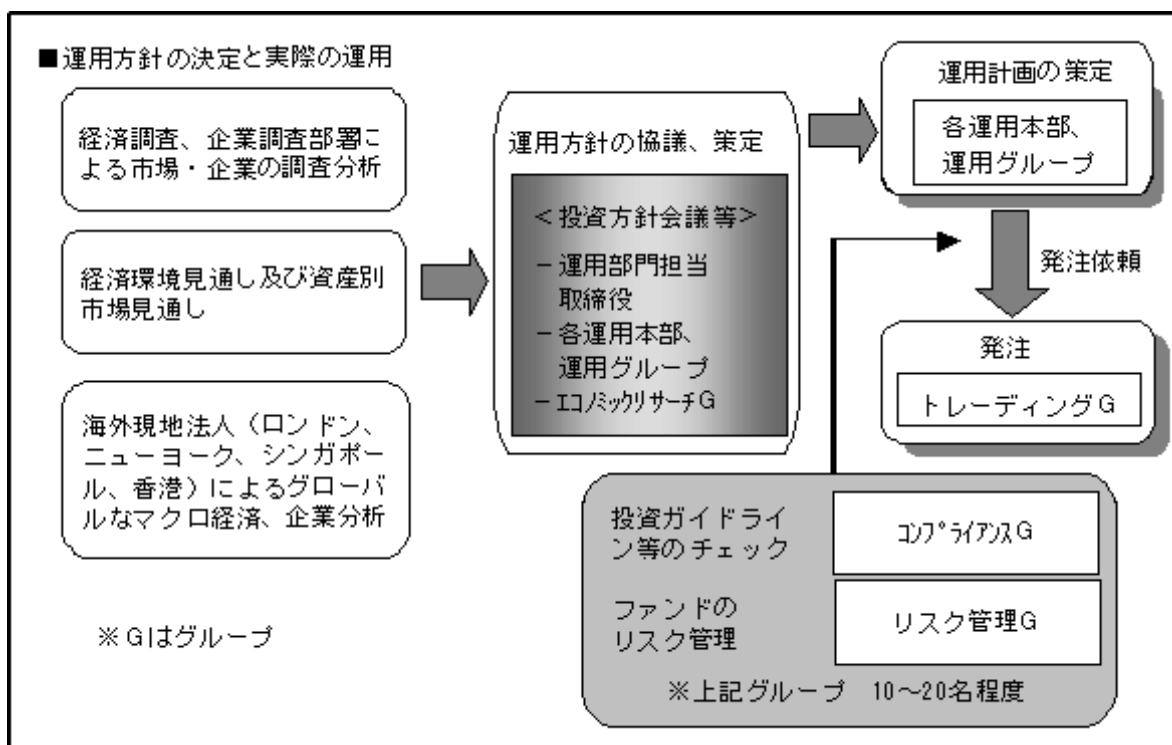 ■運用方針の決定と実際の運用
経済調査、企業調査部署に
よる市場・企業の調査分析
経済環境見通し及び資産別
市場見通し
海外現地法人（ロンドン、
ニューヨーク、シンガポー
ル、香港）によるグローバ
ルなマクロ経済、企業分析
※Gはグループ
運用方針の協議、策定
＜投資方針会議等＞
－運用部門担当
取締役
－各運用本部、
運用グループ
－ｴｺﾉﾐｯｸﾘｻｰﾁG
運用計画の策定
各運用本部、
運用グループ
発注依頼
発注
トレーディングG
投資ガイドライ
ン等のチェック
ｺﾝﾌﾟﾗｲｱﾝｽG
ファンドの
リスク管理
リスク管理G
※上記グループ　10～20名程度